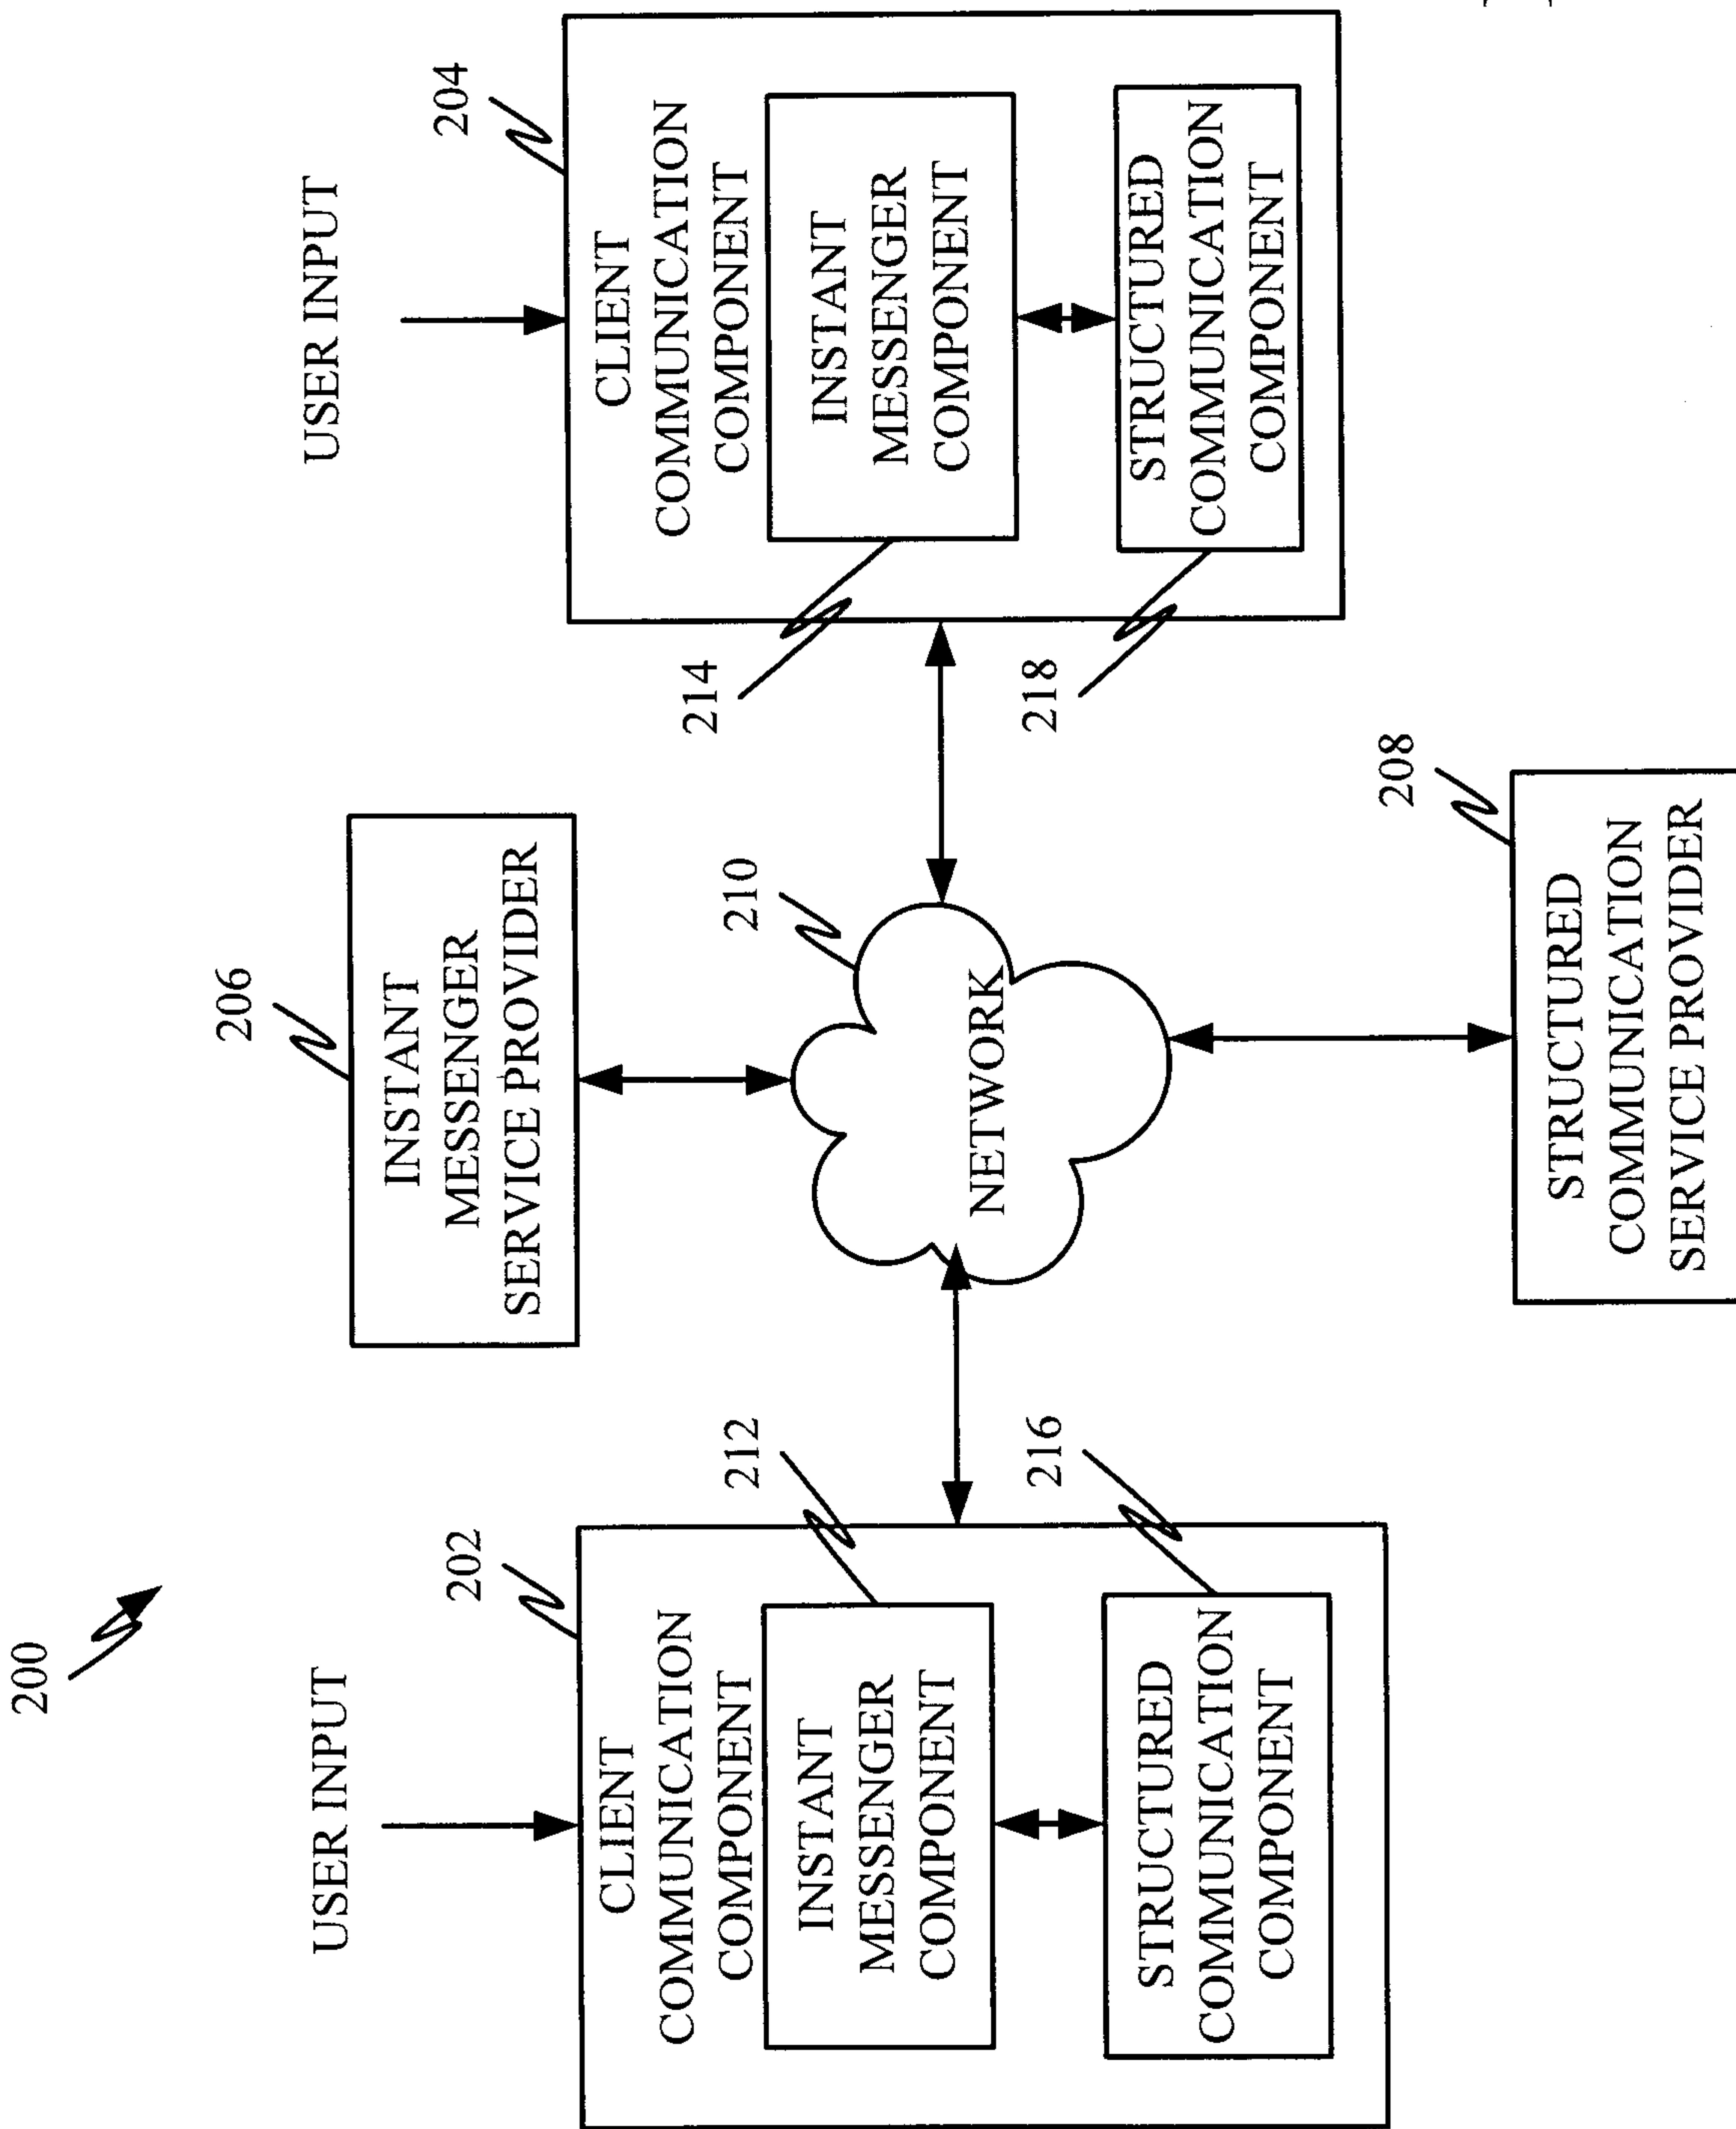 200
USER INPUT
202
CLIENT
COMMUNICATION
COMPONENT
212
INSTANT
MESSENGER
COMPONENT
216
STRUCTURED
COMMUNICATION
COMPONENT
206
INSTANT
MESSENGER
SERVICE PROVIDER
210
NETWORK
208
STRUCTURED
COMMUNICATION
SERVICE PROVIDER
USER INPUT
204
CLIENT
COMMUNICATION
COMPONENT
214
INSTANT
MESSENGER
COMPONENT
218
STRUCTURED
COMMUNICATION
COMPONENT